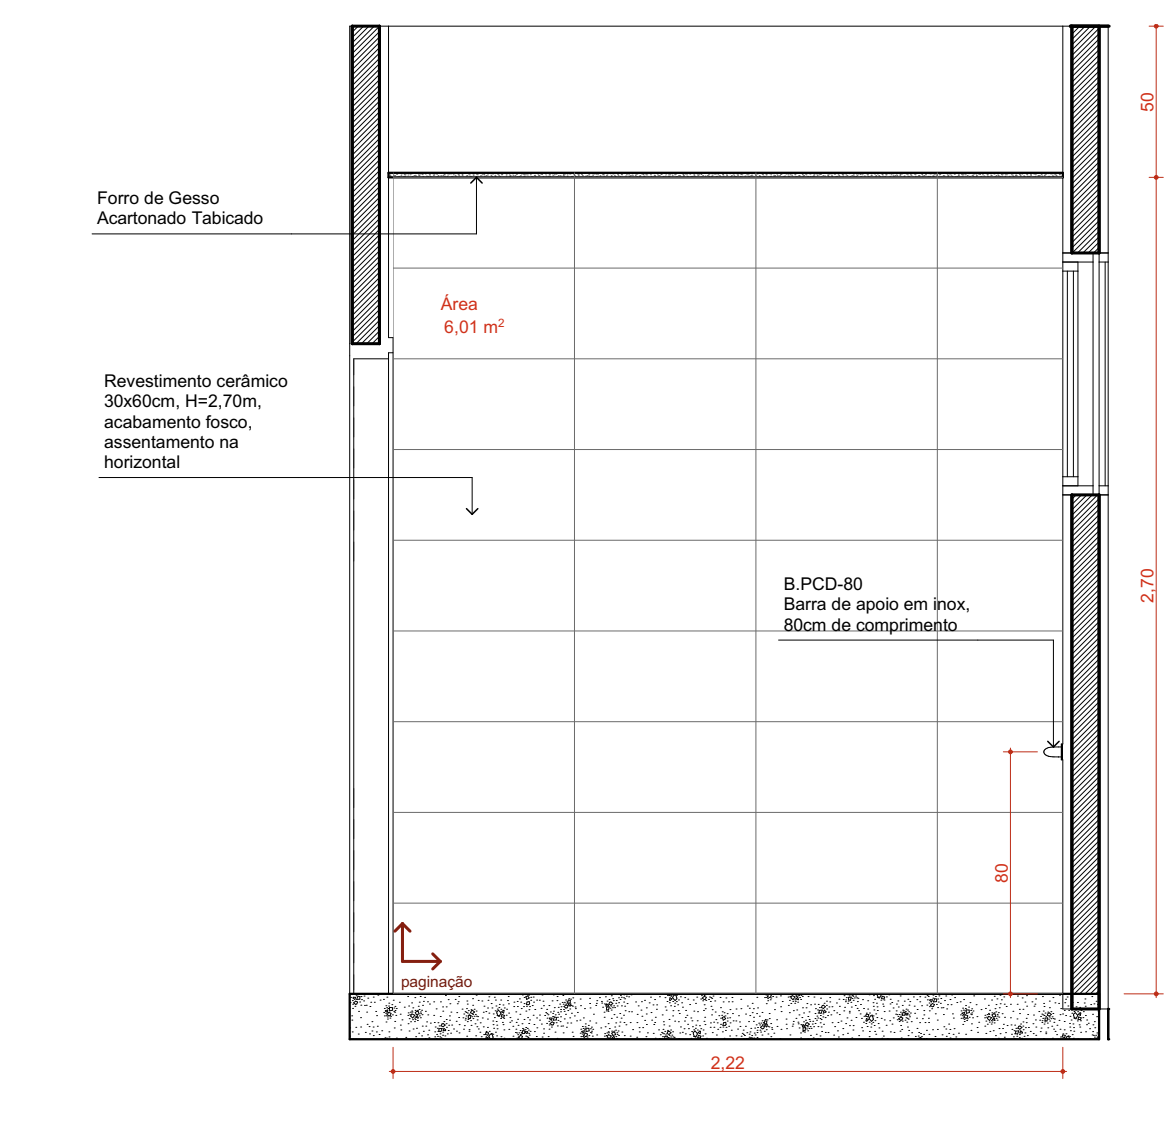 50
Forro de Gesso
Acartonado Tabicado
Área
6,01 m²
Revestimento cerâmico
30x60cm, H=2,70m,
acabamento fosco,
assentamento na
horizontal
B.PCD-80
Barra de apoio em inox,
80cm de comprimento
2,70
80
paginação
2,22